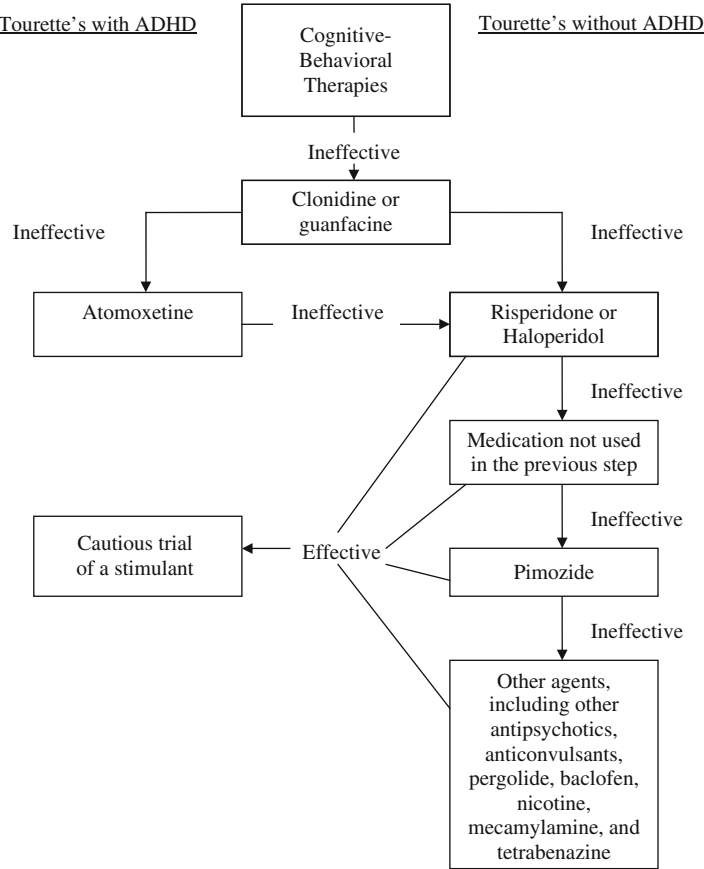 Tourette's with ADHD
Tourette's without ADHD
Cognitive-
Behavioral
Therapies
Ineffective
Clonidine or
guanfacine
Ineffective
Ineffective
Atomoxetine
Ineffective
Risperidone or
Haloperidol
Ineffective
Medication not used
in the previous step
Ineffective
Cautious trial
of a stimulant
Effective
Pimozide
Ineffective
Other agents,
including other
antipsychotics,
anticonvulsants,
pergolide, baclofen,
nicotine,
mecamylamine, and
tetrabenazine